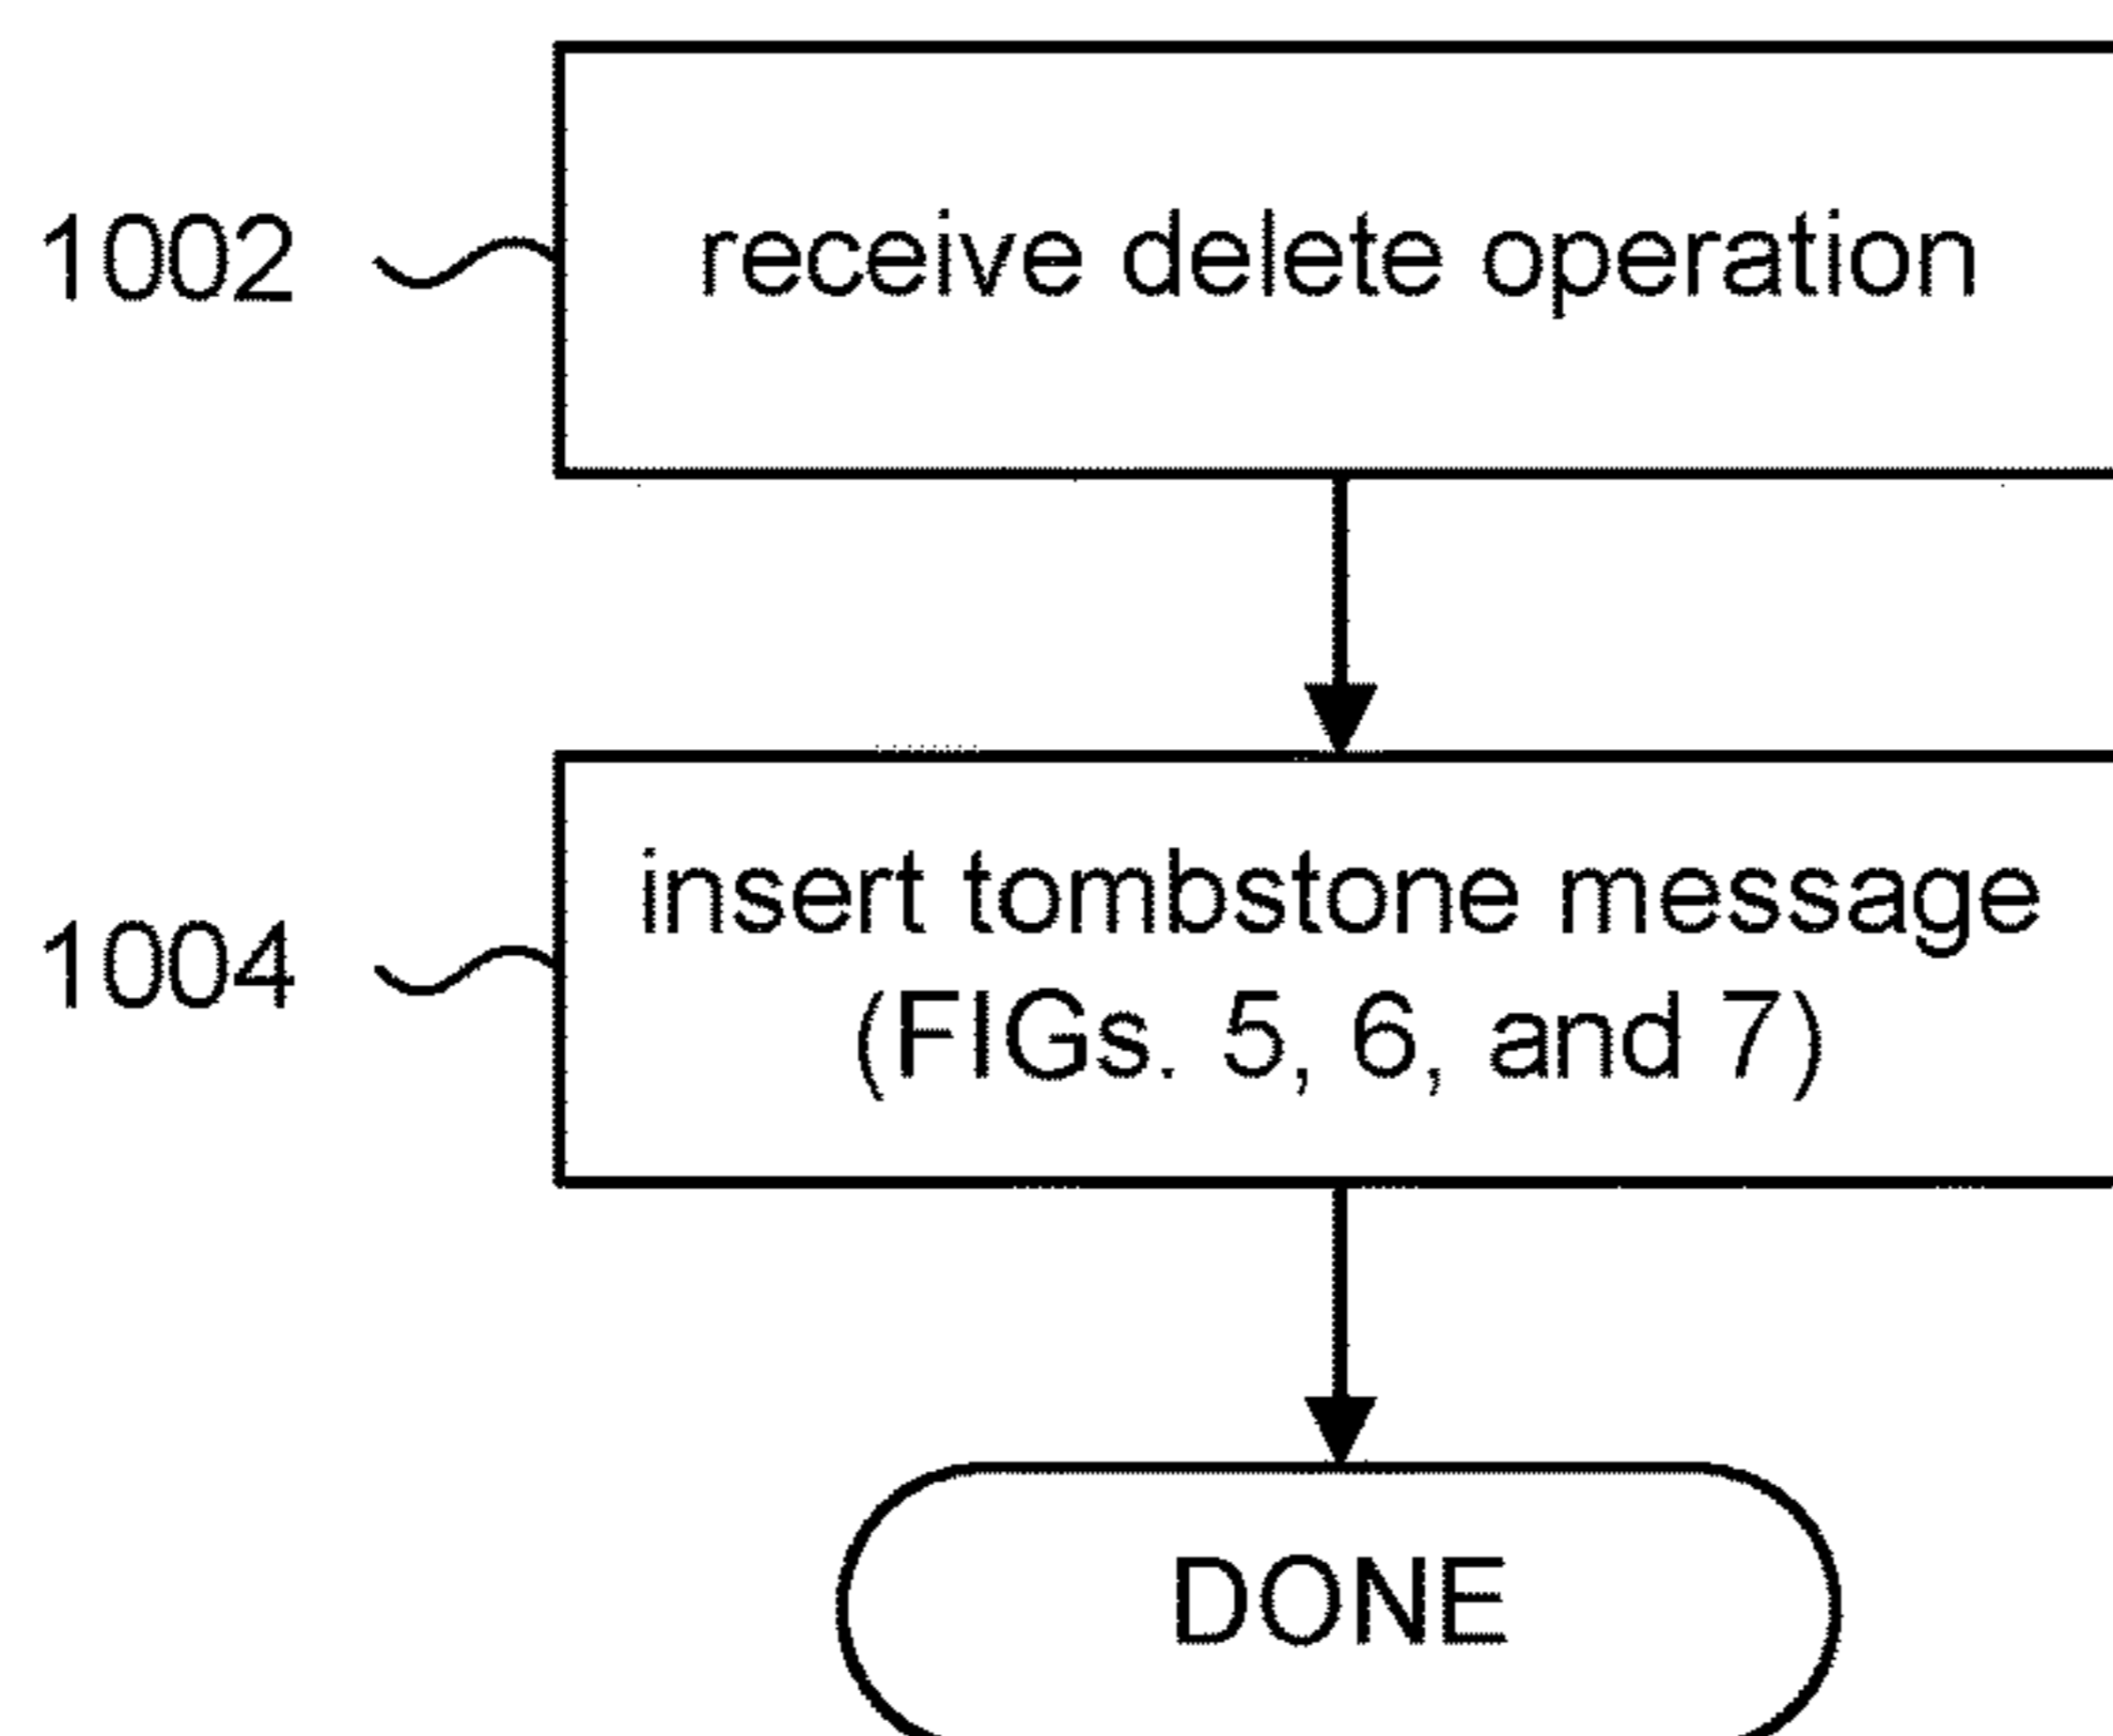 1002
receive delete operation
1004
insert tombstone message
(FIGs. 5, 6, and 7)
DONE